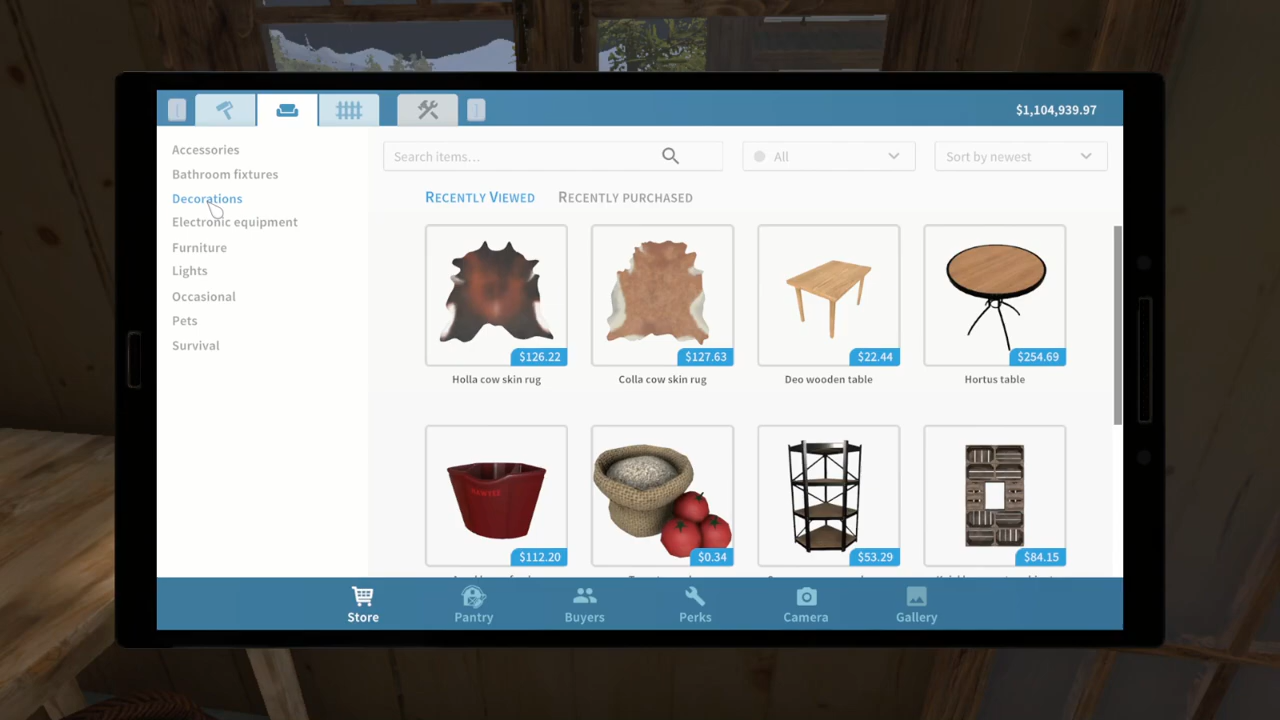 $1,104,939.97
Accessories
Bathroom fixtures
Decorations
Electronic equipment
Furniture
Lights
Occasional
Pets
Survival
Search items...
All
Sort by newest
RECENTLY VIEWED
RECENTLY PURCHASED
$126.22
$127.63
$22.44
$254.69
Holla cow skin rug
Colla cow skin rug
Deo wooden table
Hortus table
$112.20
$0.34
$53.29
$84.15
Store
Pantry
Buyers
Perks
Camera
Gallery